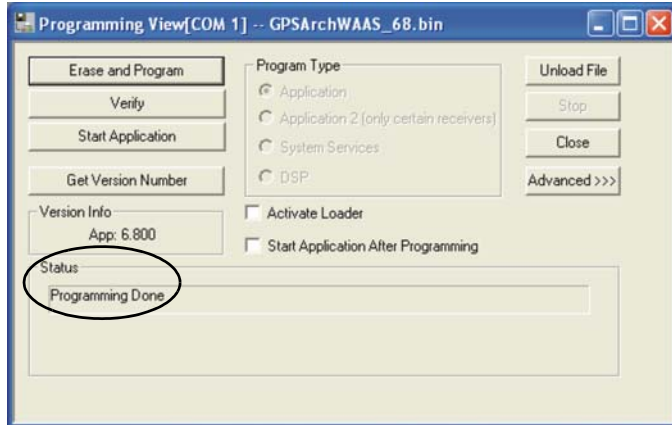 Programming View[COM 1] -- GPSArchWAAS_68.bin
Erase and Program
Verify
Start Application
Get Version Number
Program Type
Application
Application 2 (only certain receivers)
System Services
DSP
Unload File
Stop
Close
Advanced >>>
Version Info
App: 6.800
Activate Loader
Start Application After Programming
Status
Programming Done